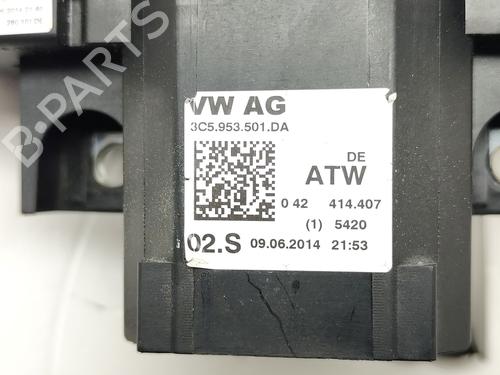 VW AG
3C5.953.501.DA
DE
ATW
0 42 414.407
(1) 5420
02.S 09.06.2014 21:53
B-PARTS